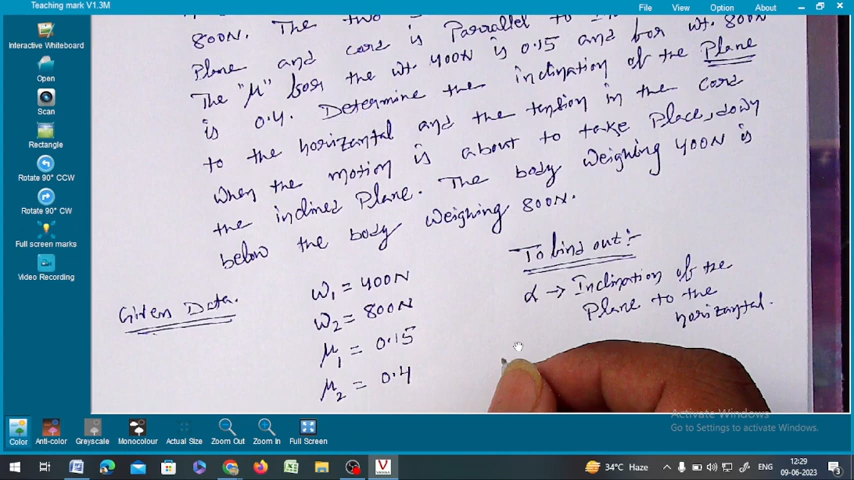 Teaching mark V1.3M
File View Option About
Interactive Whiteboard
Open
Scan
Rectangle
Rotate 90° CCW
Rotate 90° CW
Full screen marks
Video Recording
800N. The two
Plane and cord is Parrallel to
The "μ" for the wt. 400N is 0.15 and for wt. 800N
is 0.4. Determine the inclination of the Plane
to the horizantal and the tension in the cord
when the motion is about to take Place, down
the inclined Plane. The body weighing 400N is
below the body weighing 800N.
Given Data.
W1 = 400N
W2 = 800N
μ1 = 0.15
μ2 = 0.4
To find out:-
α → Inclination of the
Plane to the
horizantal.
Activate Windows
Go to Settings to activate Windows.
Color Anti-color Greyscale Monocolour Actual Size Zoom Out Zoom In Full Screen
34°C Haze ENG 12:29
09-06-2023